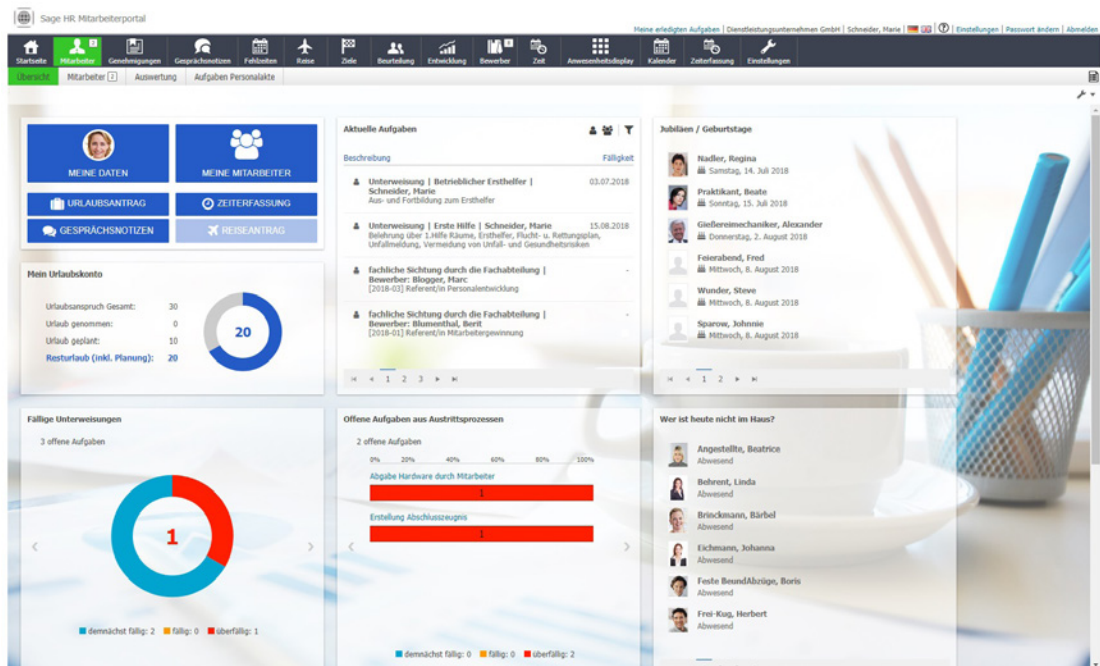 Sage HR Mitarbeiterportal
Meine erledigten Aufgaben | Dienstleistungsunternehmen GmbH | Schneider, Marie | Einstellungen | Passwort ändern | Abmelden
Startseite Mitarbeiter Genehmigungen Gesprächsnotizen Fehlzeiten Reise Ziele Beurteilung Entwicklung Bewerber Zeit Anwesenheitsdisplay Kalender Zeiterfassung Einstellungen
Übersicht Mitarbeiter 2 Auswertung Aufgaben Personalakte
MEINE DATEN
MEINE MITARBEITER
URLAUBSANTRAG
ZEITERFASSUNG
GESPRÄCHSNOTIZEN
REISEANTRAG
Mein Urlaubskonto
Urlaubsanspruch Gesamt: 30
Urlaub genommen: 0
Urlaub geplant: 10
Resturlaub (inkl. Planung): 20
20
Aktuelle Aufgaben
Beschreibung Fälligkeit
Unterweisung | Betrieblicher Ersthelfer | 03.07.2018
Schneider, Marie
Aus- und Fortbildung zum Ersthelfer
Unterweisung | Erste Hilfe | Schneider, Marie 15.08.2018
Belehrung über 1.Hilfe Räume, Ersthelfer, Flucht- u. Rettungsplan,
Unfallmeldung, Vermeidung von Unfall- und Gesundheitsrisiken
fachliche Sichtung durch die Fachabteilung | -
Bewerber: Blogger, Marc
[2018-03] Referent/in Personalentwicklung
fachliche Sichtung durch die Fachabteilung | -
Bewerber: Blumenthal, Berit
[2018-01] Referent/in Mitarbeitergewinnung
1 2 3
Jubiläen / Geburtstage
Nadler, Regina
Samstag, 14. Juli 2018
Praktikant, Beate
Sonntag, 15. Juli 2018
Gießereimechaniker, Alexander
Donnerstag, 2. August 2018
Feierabend, Fred
Mittwoch, 8. August 2018
Wunder, Steve
Mittwoch, 8. August 2018
Sparow, Johnnie
Mittwoch, 8. August 2018
1 2
Fällige Unterweisungen
3 offene Aufgaben
1
demnächst fällig: 2 fällig: 0 überfällig: 1
Offene Aufgaben aus Austrittsprozessen
2 offene Aufgaben
0% 20% 40% 60% 80% 100%
Abgabe Hardware durch Mitarbeiter
1
Erstellung Abschlusszeugnis
1
demnächst fällig: 0 fällig: 0 überfällig: 2
Wer ist heute nicht im Haus?
Angestellte, Beatrice
Abwesend
Behrent, Linda
Abwesend
Brinckmann, Bärbel
Abwesend
Eichmann, Johanna
Abwesend
Feste BeundAbzüge, Boris
Abwesend
Frei-Kug, Herbert
Abwesend